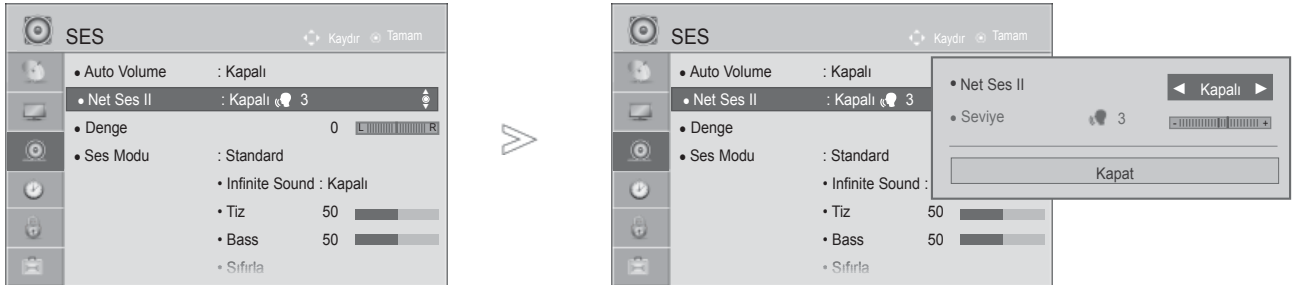 SES Kaydır Tamam
• Auto Volume : Kapalı
• Net Ses II : Kapalı 3
• Denge 0 L R
• Ses Modu : Standard
• Infinite Sound : Kapalı
• Tiz 50
• Bass 50
• Sıfırla
>
SES Kaydır Tamam
• Auto Volume : Kapalı
• Net Ses II : Kapalı 3
• Denge
• Ses Modu : Standard
• Infinite Sound :
• Tiz 50
• Bass 50
• Sıfırla
• Net Ses II ◄ Kapalı ►
• Seviye 3 - +
Kapat